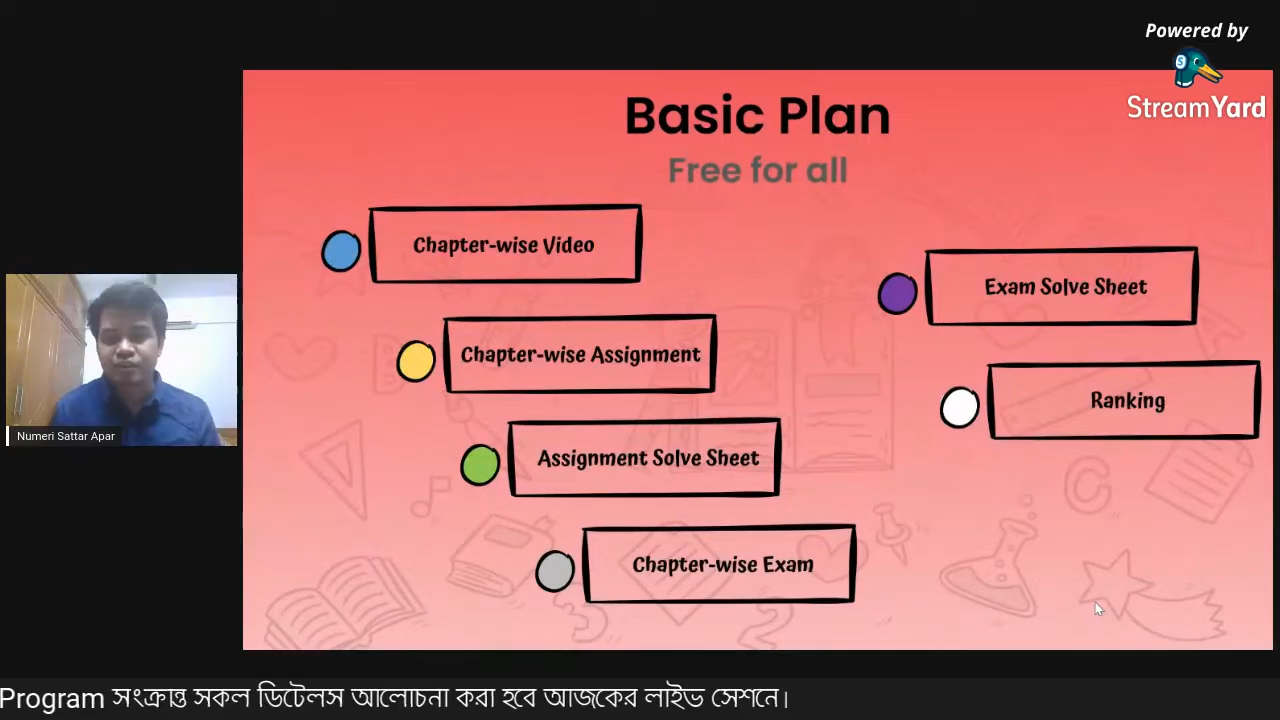 Powered by
StreamYard
Basic Plan
Free for all
Chapter-wise Video
Chapter-wise Assignment
Assignment Solve Sheet
Chapter-wise Exam
Exam Solve Sheet
Ranking
Numeri Sattar Apar
Program সংক্রান্ত সকল ডিটেলস আলোচনা করা হবে আজকের লাইভ সেশনে।